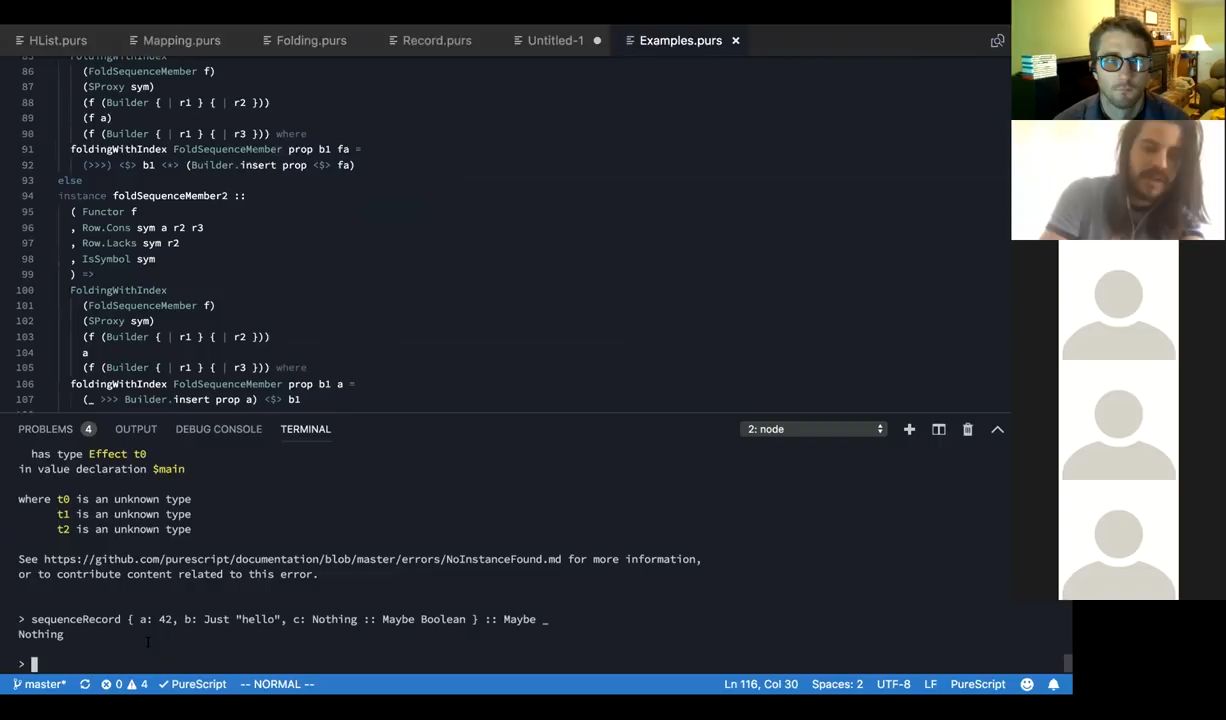 HList.purs Mapping.purs Folding.purs Record.purs Untitled-1 Examples.purs
85 FoldingWithIndex
86 (FoldSequenceMember f)
87 (SProxy sym)
88 (f (Builder { | r1 } { | r2 }))
89 (f a)
90 (f (Builder { | r1 } { | r3 })) where
91 foldingWithIndex FoldSequenceMember prop b1 fa =
92 (>>>) <$> b1 <*> (Builder.insert prop <$> fa)
93 else
94 instance foldSequenceMember2 ::
95 ( Functor f
96 , Row.Cons sym a r2 r3
97 , Row.Lacks sym r2
98 , IsSymbol sym
99 ) =>
100 FoldingWithIndex
101 (FoldSequenceMember f)
102 (SProxy sym)
103 (f (Builder { | r1 } { | r2 }))
104 a
105 (f (Builder { | r1 } { | r3 })) where
106 foldingWithIndex FoldSequenceMember prop b1 a =
107 (_ >>> Builder.insert prop a) <$> b1
PROBLEMS 4 OUTPUT DEBUG CONSOLE TERMINAL 2: node
has type Effect t0
in value declaration $main
where t0 is an unknown type
t1 is an unknown type
t2 is an unknown type
See https://github.com/purescript/documentation/blob/master/errors/NoInstanceFound.md for more information,
or to contribute content related to this error.
> sequenceRecord { a: 42, b: Just "hello", c: Nothing :: Maybe Boolean } :: Maybe _
Nothing
>
master* 0 4 PureScript -- NORMAL -- Ln 116, Col 30 Spaces: 2 UTF-8 LF PureScript